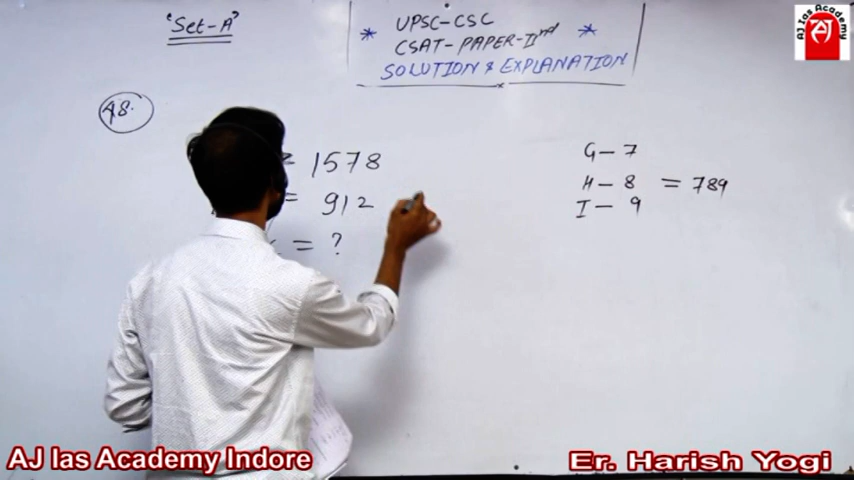 "Set-A"
* UPSC-CSC *
CSAT-PAPER-IInd
SOLUTION & EXPLANATION
48.
= 1578
= 912
= ?
G - 7
H - 8 = 789
I - 9
AJ Ias Academy
AJ Ias Academy Indore
Er. Harish Yogi